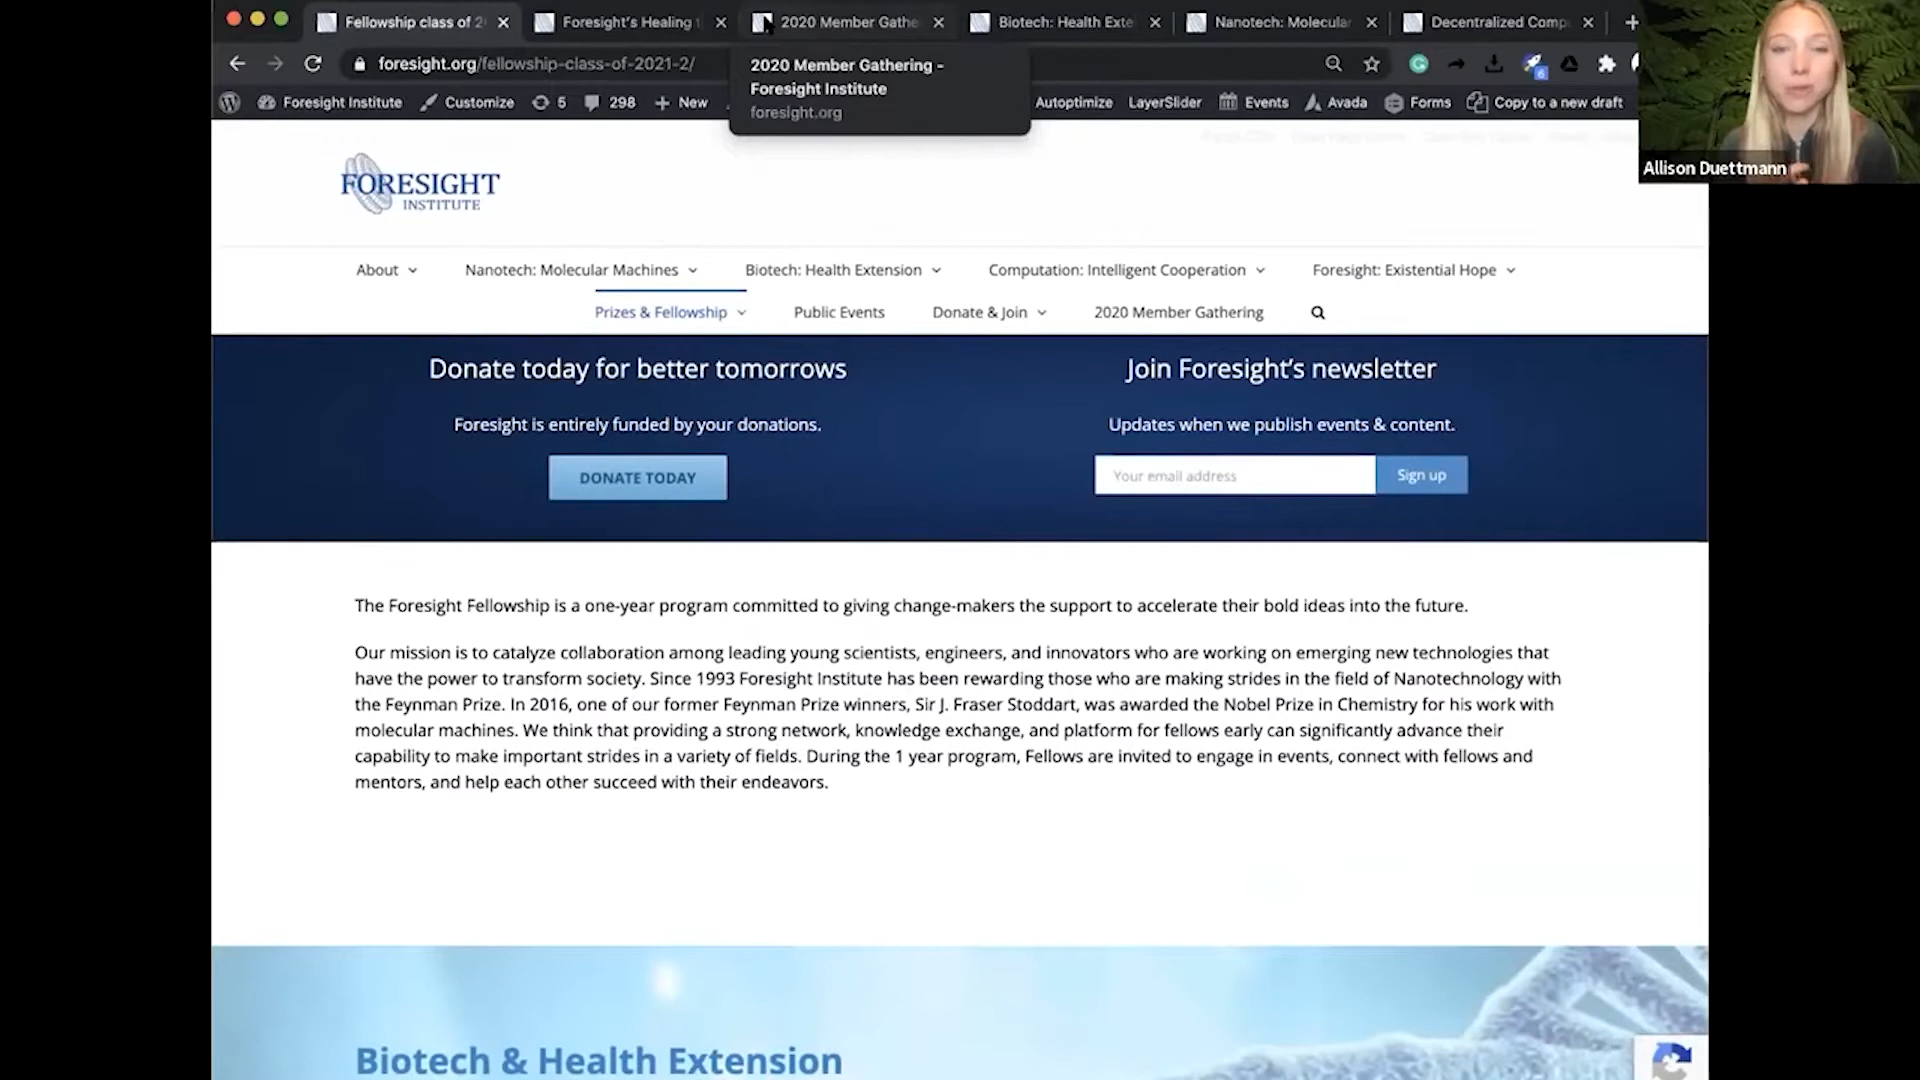 Fellowship class of 2
Foresight's Healing
2020 Member Gathe
Biotech: Health Exte
Nanotech: Molecular
Decentralized Comp
foresight.org/fellowship-class-of-2021-2/
2020 Member Gathering -
Foresight Institute
foresight.org
Foresight Institute
Customize
5
298
New
Autoptimize
LayerSlider
Events
Avada
Forms
Copy to a new draft
6
Allison Duettmann
FORESIGHT
INSTITUTE
About
Nanotech: Molecular Machines
Biotech: Health Extension
Computation: Intelligent Cooperation
Foresight: Existential Hope
Prizes & Fellowship
Public Events
Donate & Join
2020 Member Gathering
Donate today for better tomorrows
Foresight is entirely funded by your donations.
DONATE TODAY
Join Foresight's newsletter
Updates when we publish events & content.
Your email address
Sign up
The Foresight Fellowship is a one-year program committed to giving change-makers the support to accelerate their bold ideas into the future.
Our mission is to catalyze collaboration among leading young scientists, engineers, and innovators who are working on emerging new technologies that
have the power to transform society. Since 1993 Foresight Institute has been rewarding those who are making strides in the field of Nanotechnology with
the Feynman Prize. In 2016, one of our former Feynman Prize winners, Sir J. Fraser Stoddart, was awarded the Nobel Prize in Chemistry for his work with
molecular machines. We think that providing a strong network, knowledge exchange, and platform for fellows early can significantly advance their
capability to make important strides in a variety of fields. During the 1 year program, Fellows are invited to engage in events, connect with fellows and
mentors, and help each other succeed with their endeavors.
Biotech & Health Extension